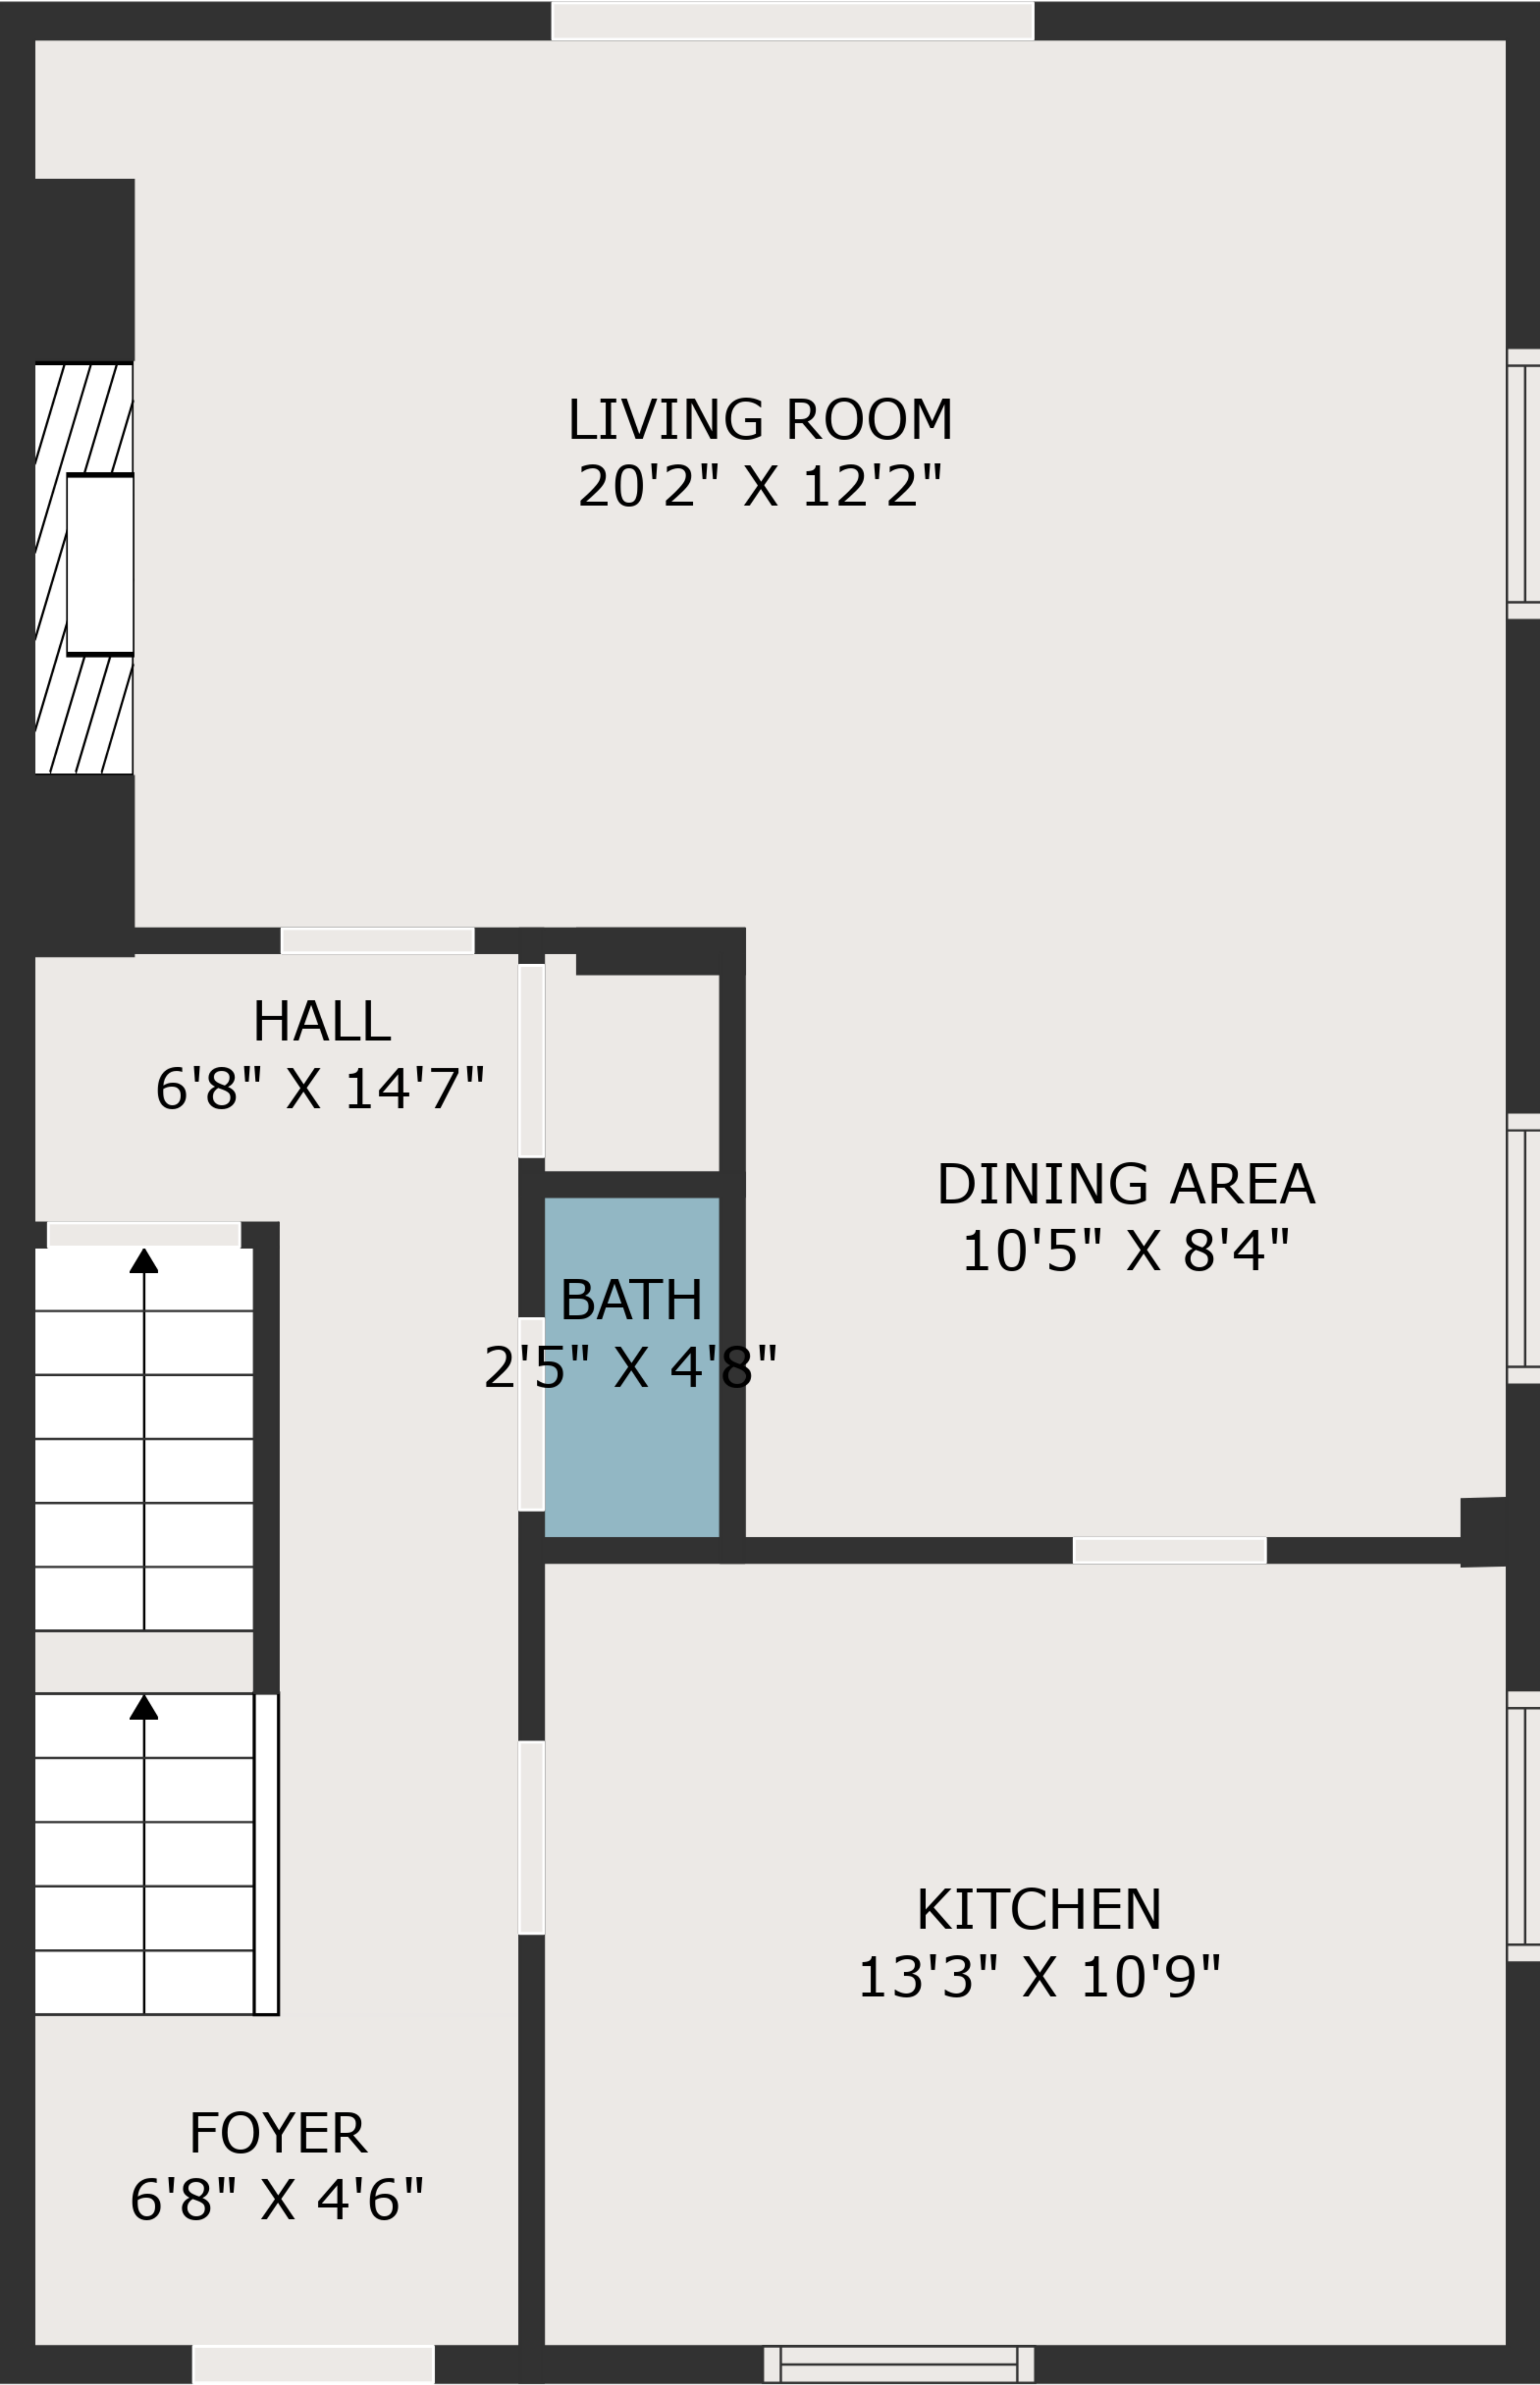 LIVING ROOM
20'2" X 12'2"
HALL
6'8" X 14'7"
DINING AREA
10'5" X 8'4"
BATH
2'5" X 4'8"
KITCHEN
13'3" X 10'9"
FOYER
6'8" X 4'6"